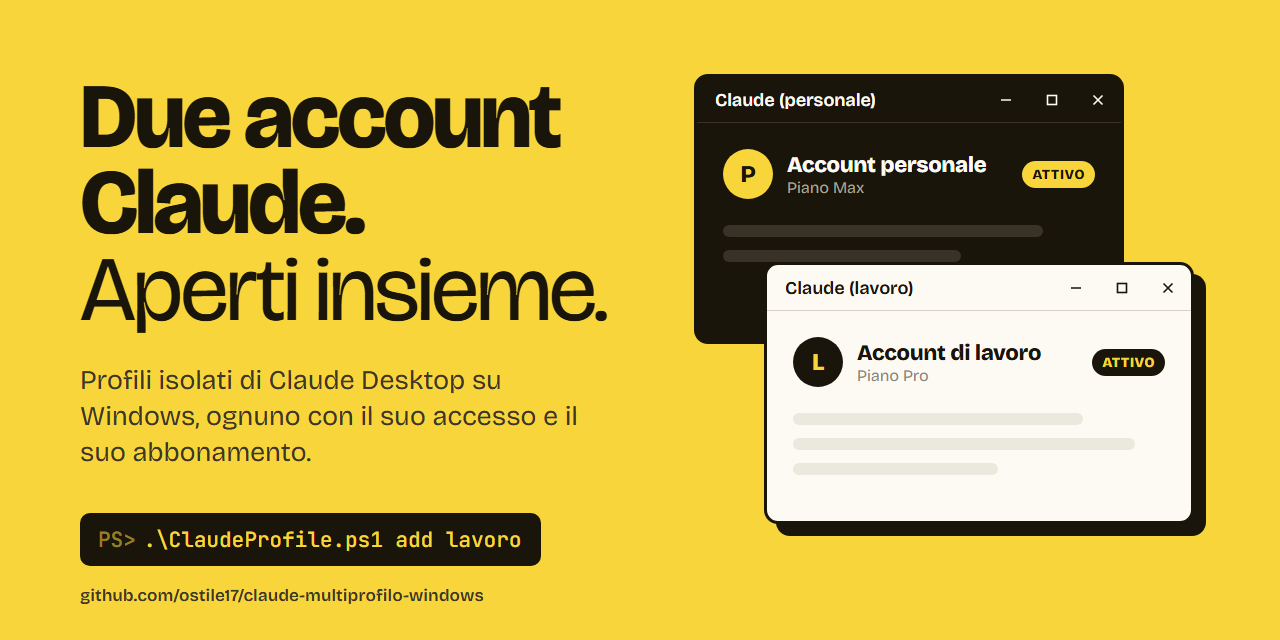 Due account
Claude.
Aperti insieme.
Profili isolati di Claude Desktop su
Windows, ognuno con il suo accesso e il
suo abbonamento.
PS> .\ClaudeProfile.ps1 add lavoro
github.com/ostile17/claude-multiprofilo-windows
Claude (personale)
P
Account personale
Piano Max
ATTIVO
Claude (lavoro)
L
Account di lavoro
Piano Pro
ATTIVO